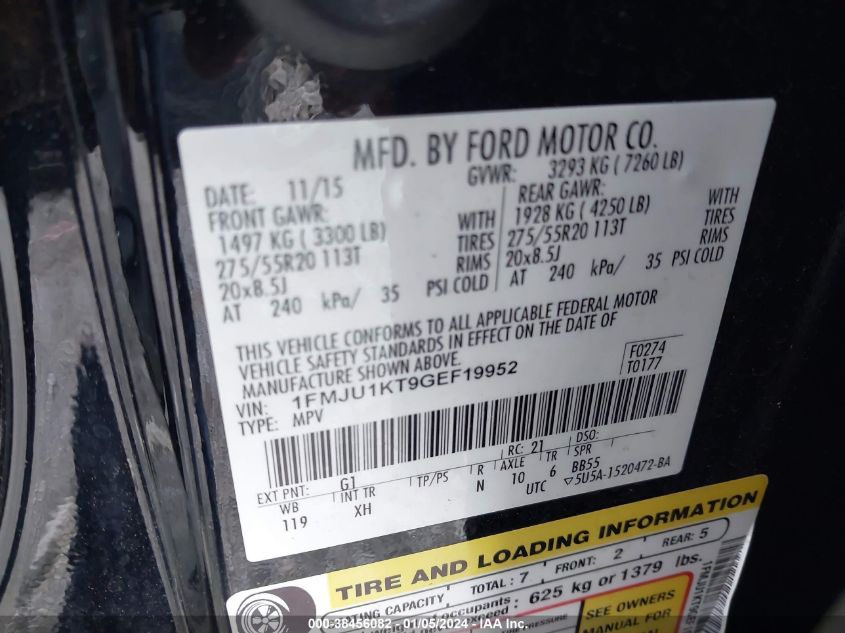 MFD. BY FORD MOTOR CO.
DATE: 11/15 GVWR: 3293 KG ( 7260 LB)
FRONT GAWR: REAR GAWR:
1497 KG ( 3300 LB) WITH 1928 KG ( 4250 LB) WITH
275/55R20 113T TIRES 275/55R20 113T TIRES
20x8.5J RIMS 20x8.5J RIMS
AT 240 kPa/ 35 PSI COLD AT 240 kPa/ 35 PSI COLD
THIS VEHICLE CONFORMS TO ALL APPLICABLE FEDERAL MOTOR
VEHICLE SAFETY STANDARDS IN EFFECT ON THE DATE OF
MANUFACTURE SHOWN ABOVE.
VIN: 1FMJU1KT9GEF19952
TYPE: MPV
F0274
T0177
EXT PNT: G1 RC: 21 DSO:
WB INT TR TP/PS R AXLE TR SPR
119 XH N 10 6 BB55
UTC ▽5U5A-1520472-BA
TIRE AND LOADING INFORMATION
SEATING CAPACITY TOTAL: 7 FRONT: 2 REAR: 5
625 kg or 1379 lbs.
SEE OWNERS
MANUAL FOR
000-38456082 - 01/05/2024 - IAA Inc.